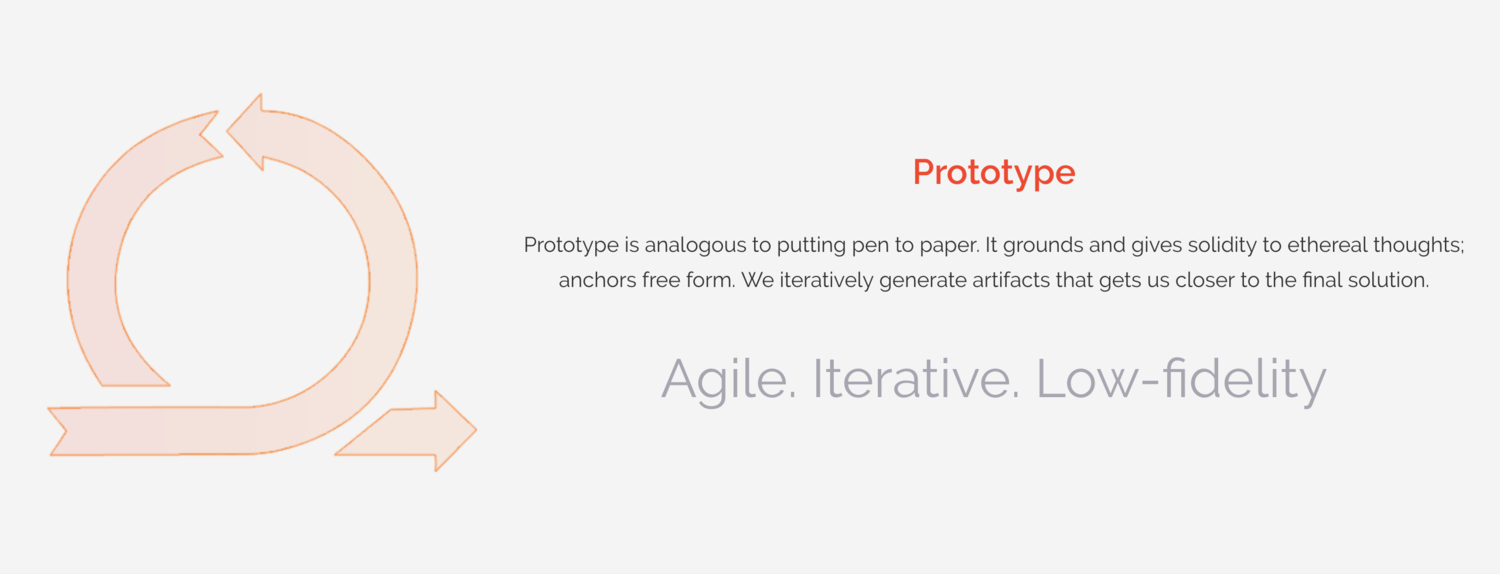 Prototype
Prototype is analogous to putting pen to paper. It grounds and gives solidity to ethereal thoughts;
anchors free form. We iteratively generate artifacts that gets us closer to the final solution.
Agile. Iterative. Low-fidelity